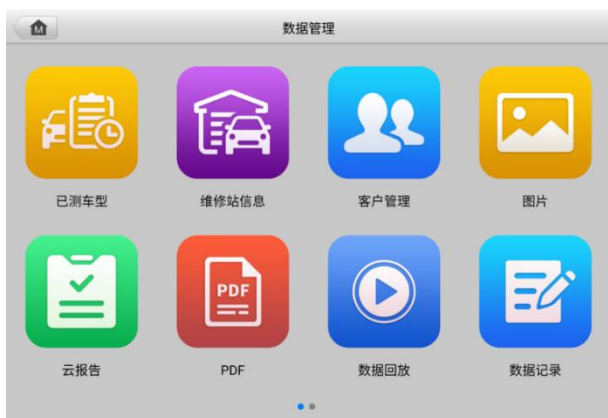 M
数据管理
已测车型
维修站信息
客户管理
图片
PDF
云报告
PDF
数据回放
数据记录